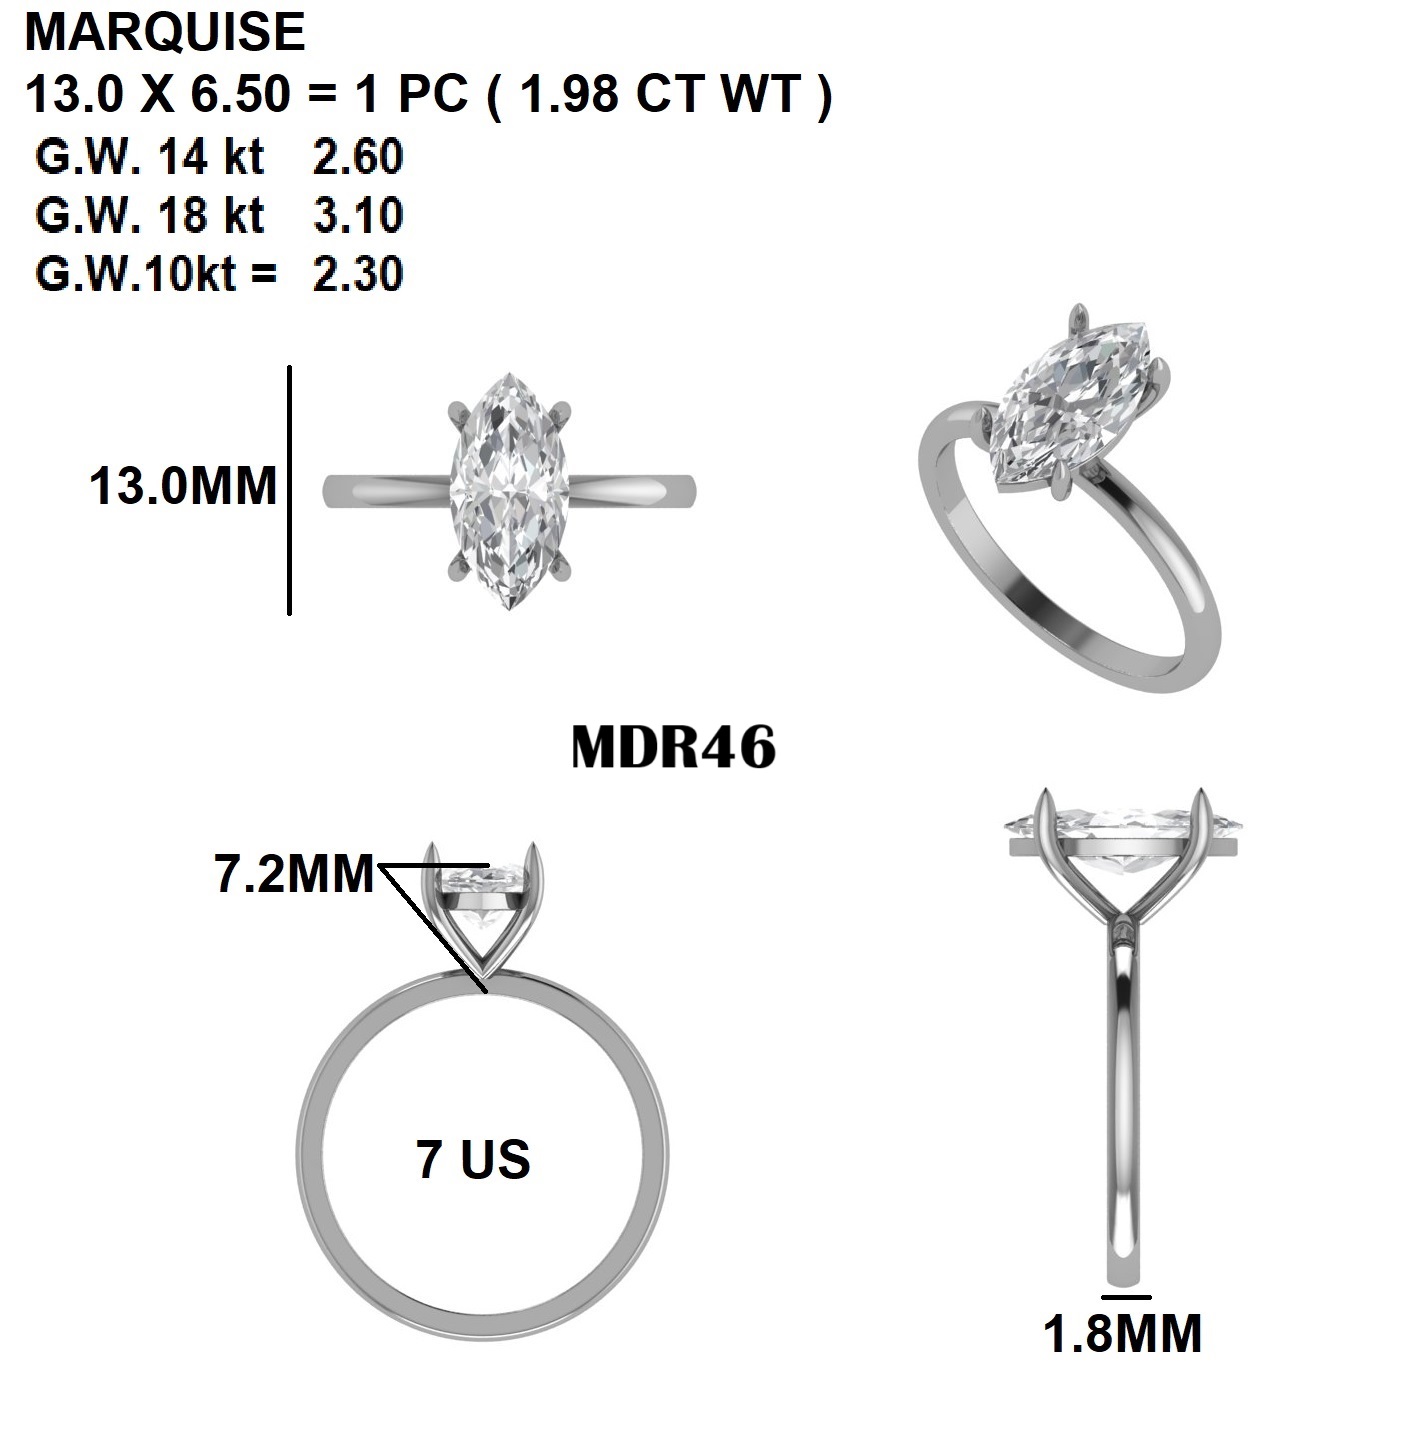 MARQUISE
13.0 X 6.50 = 1 PC ( 1.98 CT WT )
G.W. 14 kt 2.60
G.W. 18 kt 3.10
G.W.10kt = 2.30
13.0MM
MDR46
7.2MM
7 US
1.8MM